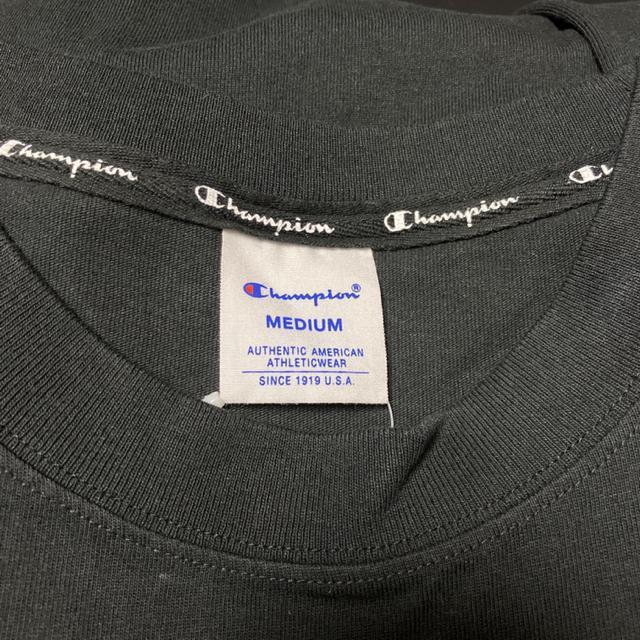 Champion Champion Champion
Champion®
MEDIUM
AUTHENTIC AMERICAN
ATHLETICWEAR
SINCE 1919 U.S.A.